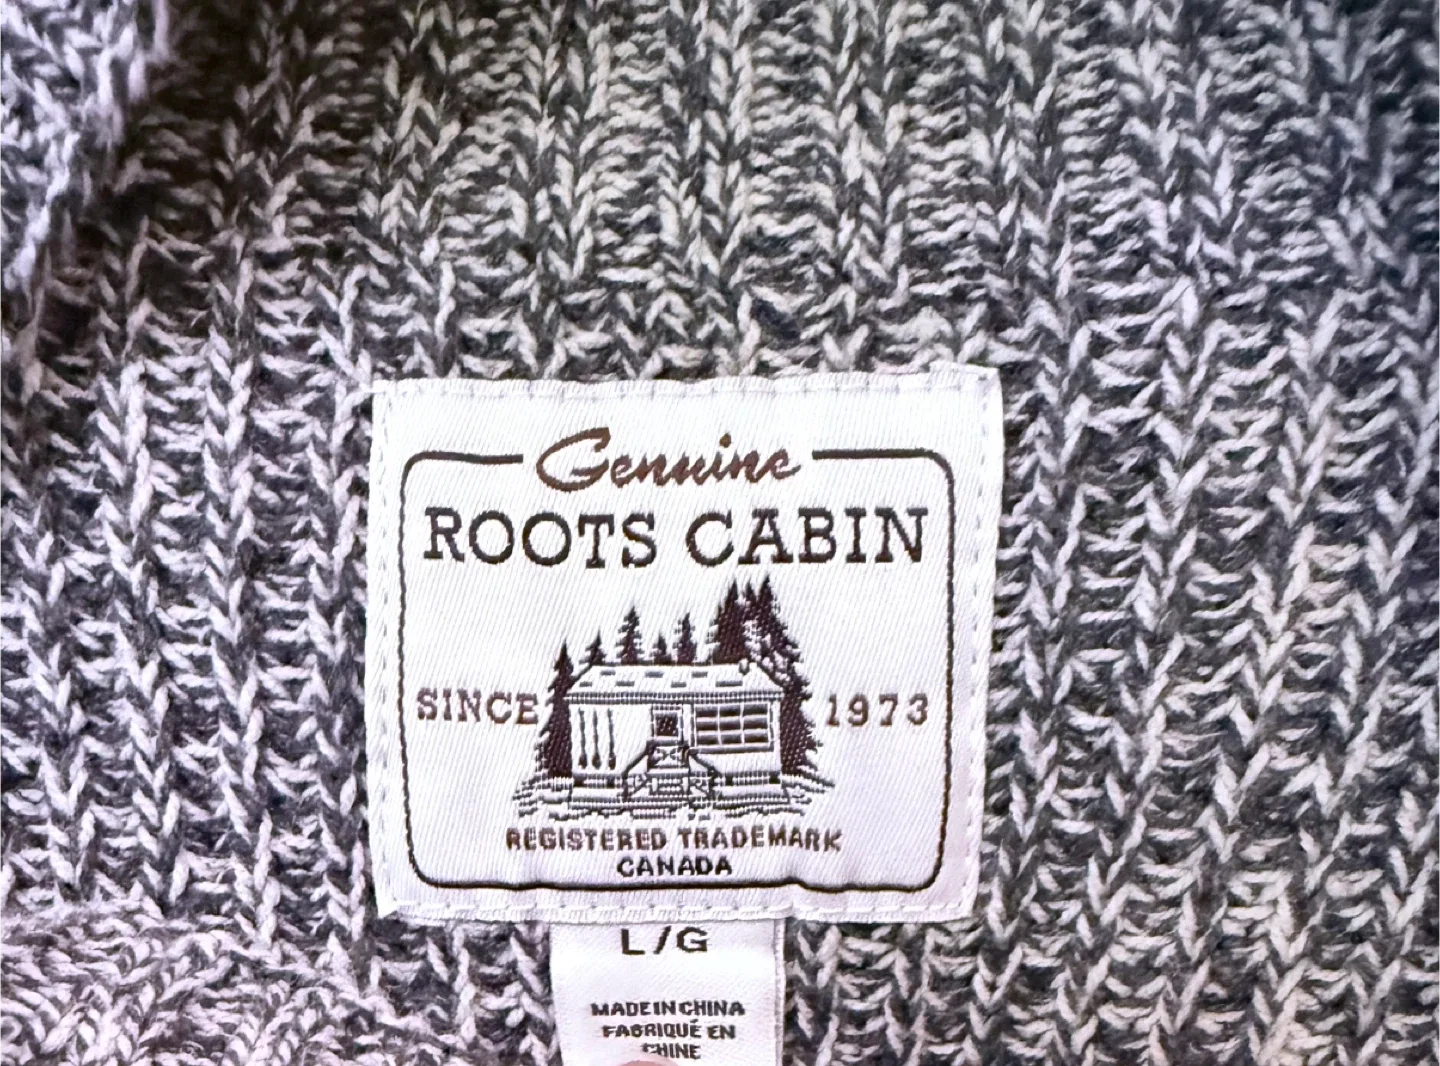 Genuine
ROOTS CABIN
SINCE 1973
REGISTERED TRADEMARK
CANADA
L/G
MADE IN CHINA
FABRIQUÉ EN
CHINE